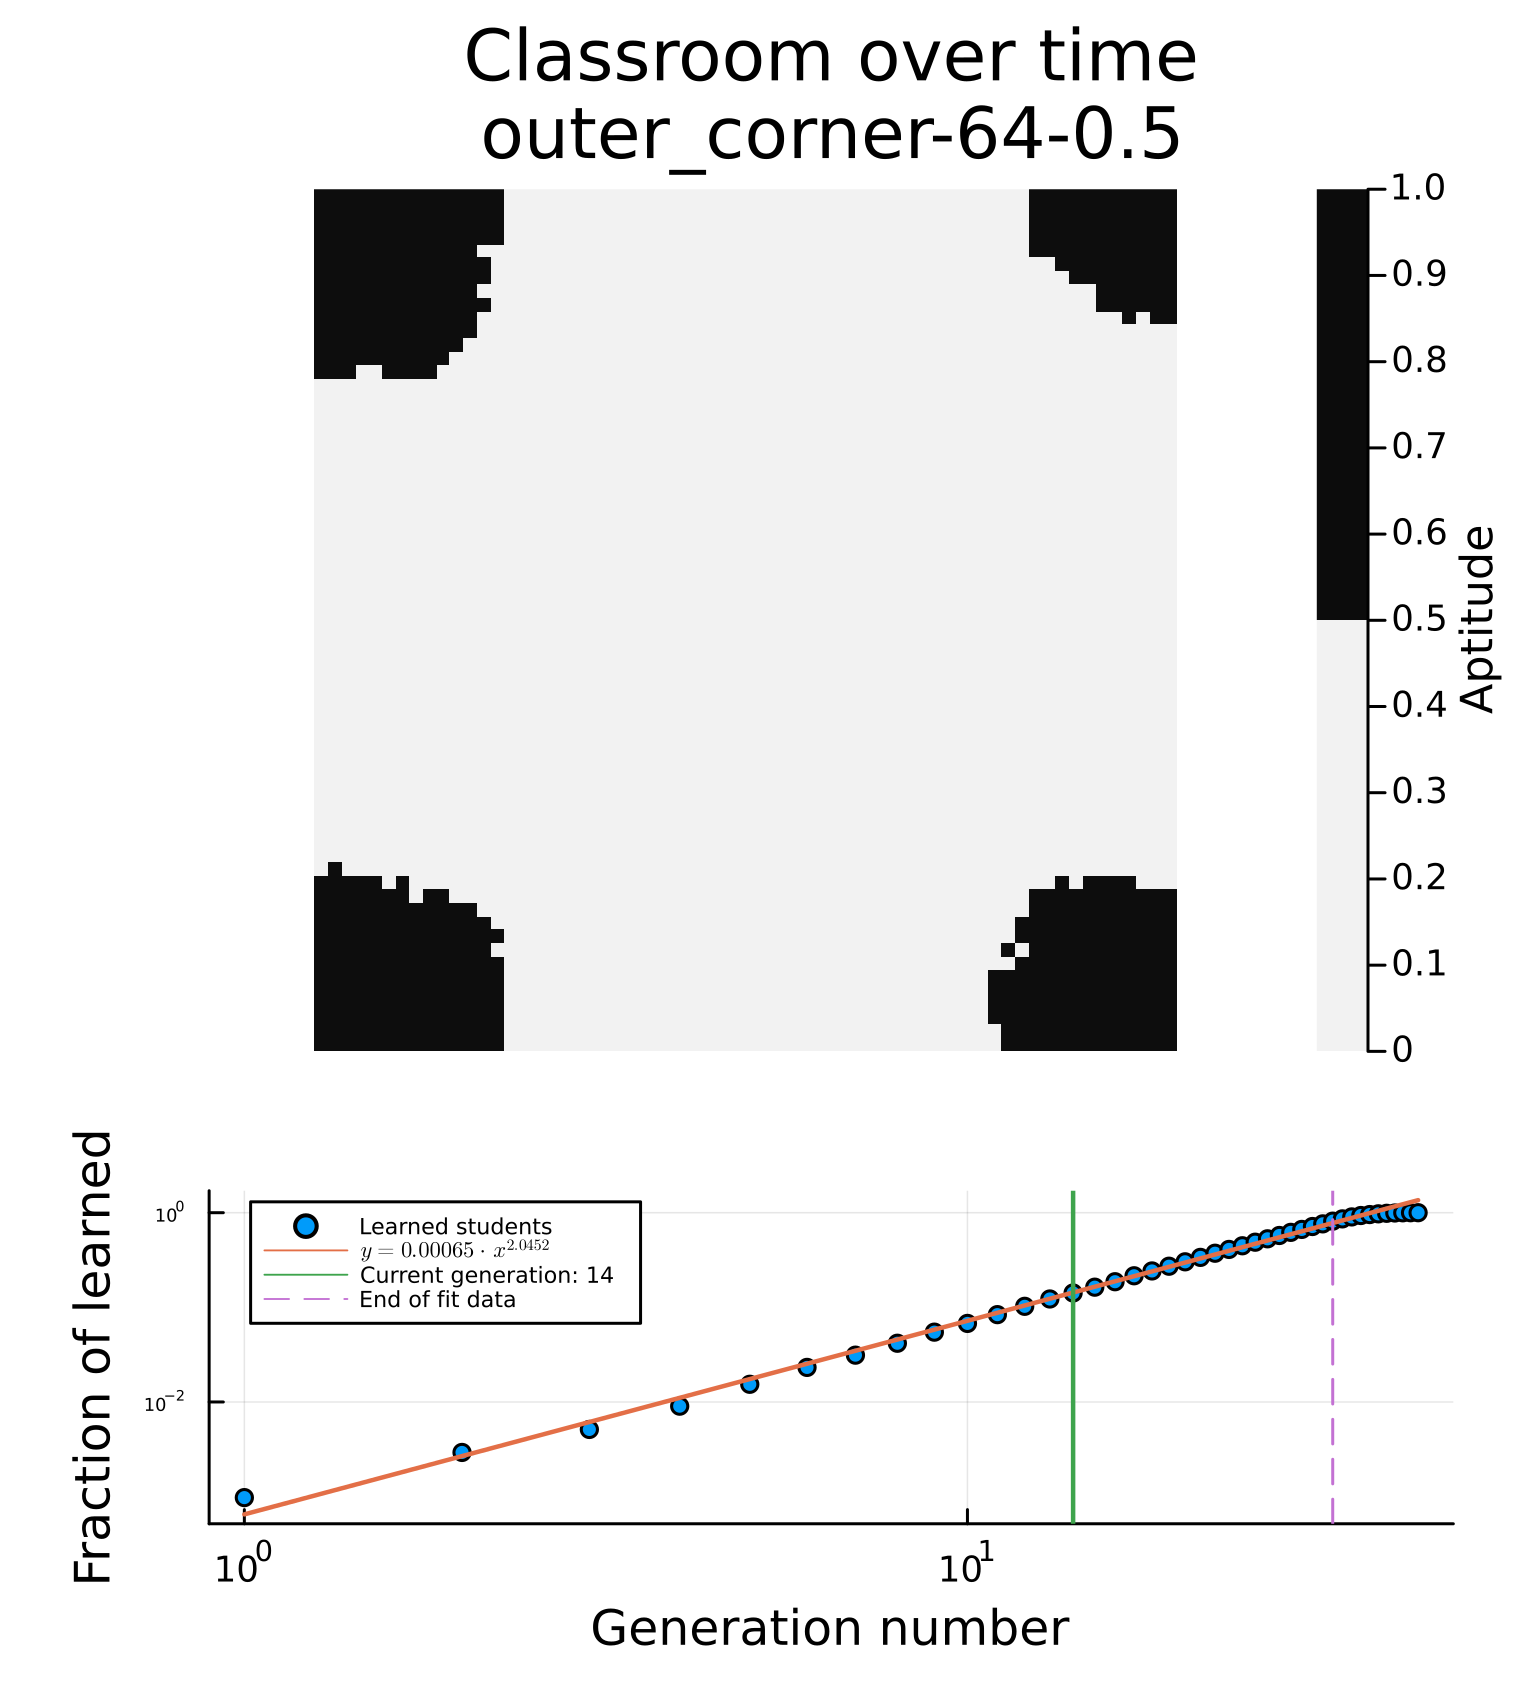 Classroom over time
outer_corner-64-0.5
1.0
0.9
0.8
0.7
0.6
0.5
0.4
0.3
0.2
0.1
0
Aptitude
Fraction of learned
10⁰
10⁻²
Learned students
y = 0.00065 · x^2.0452
Current generation: 14
End of fit data
10⁰
10¹
Generation number